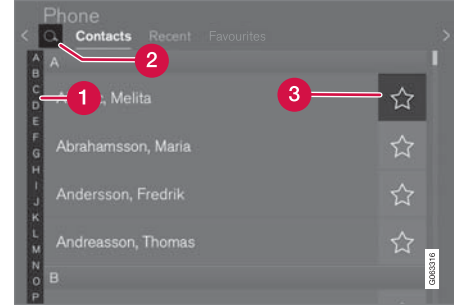 Phone
Contacts Recent Favourites
A
B
C
D
E
F
G
H
I
J
K
L
M
N
O
P
A
2
1
3
Melita
Abrahamsson, Maria
Andersson, Fredrik
Andreasson, Thomas
B
G063316